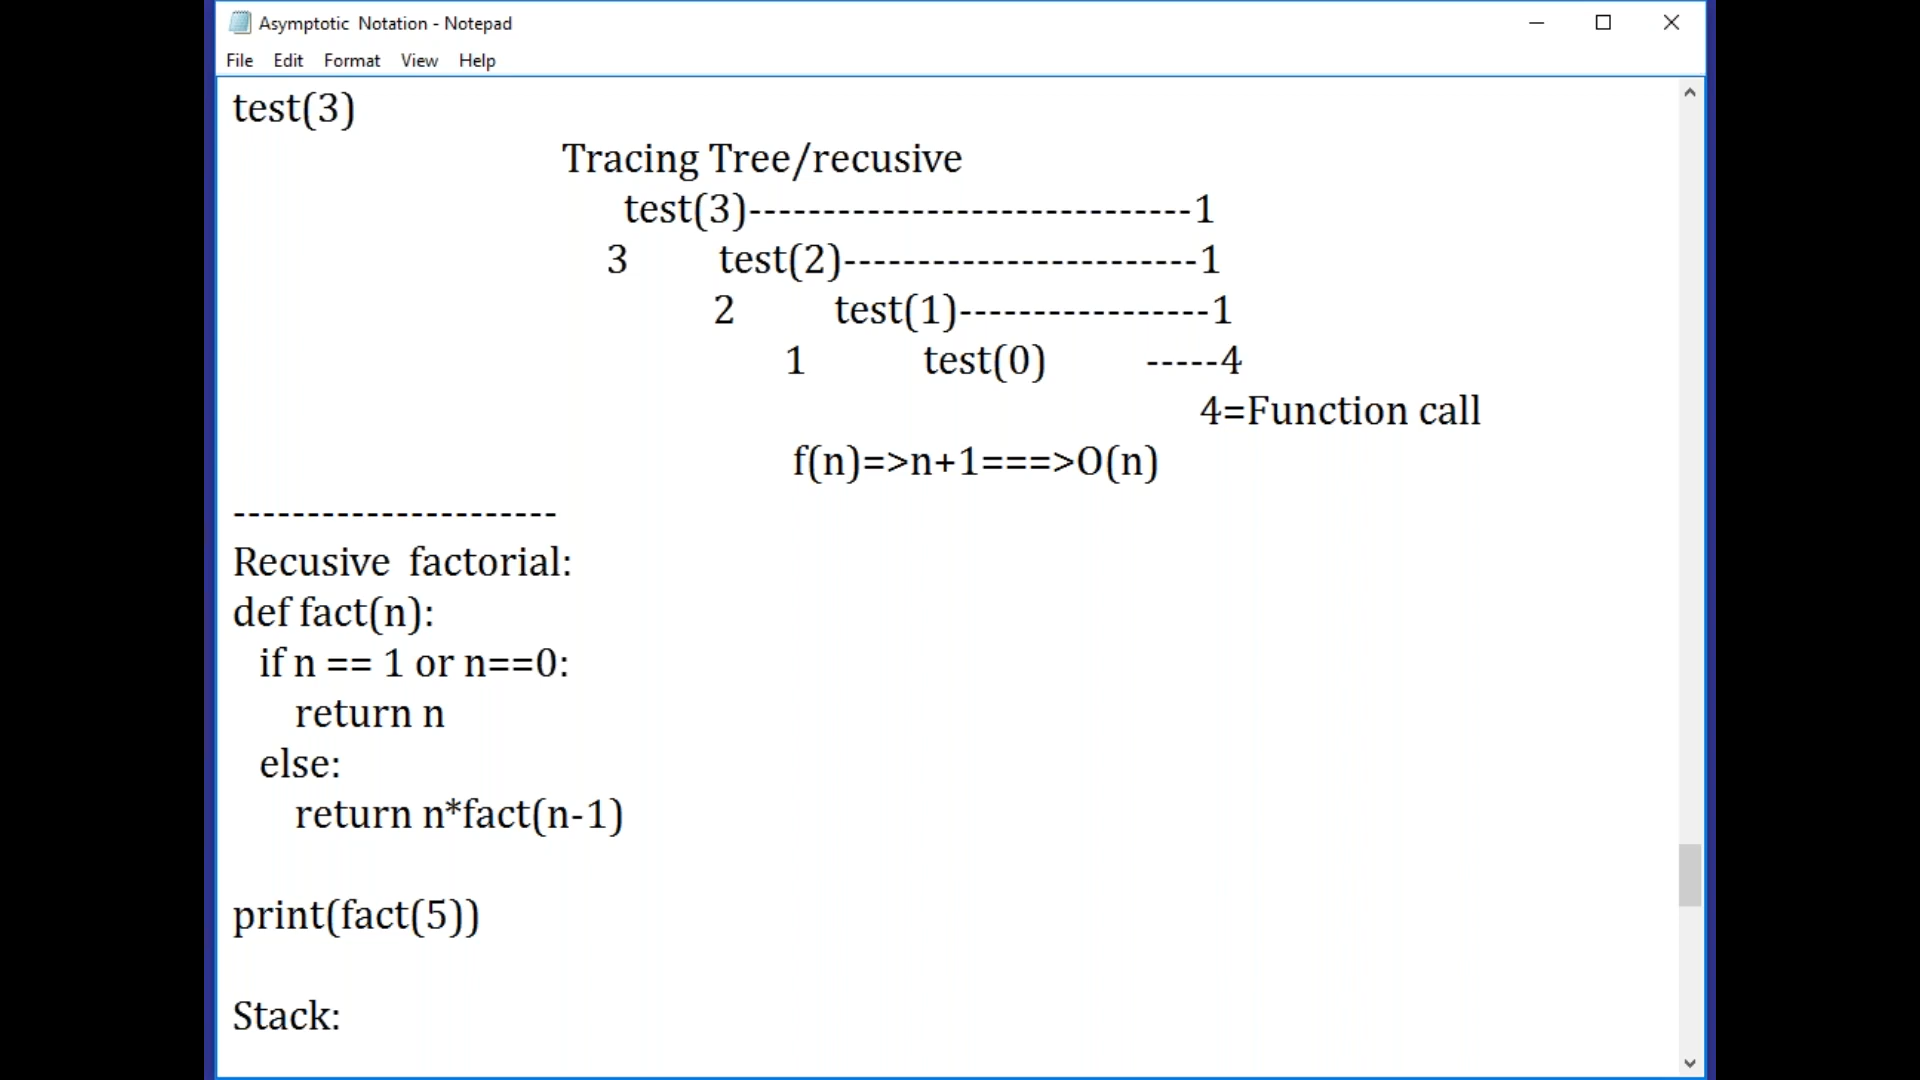 Asymptotic  Notation - Notepad
File Edit Format View Help
test(3)
Tracing Tree/recusive
test(3)------------------------------1
3 test(2)------------------------1
2 test(1)-----------------1
1 test(0) -----4
4=Function call
f(n)=>n+1===>O(n)
----------------------
Recusive  factorial:
def fact(n):
if n == 1 or n==0:
return n
else:
return n*fact(n-1)
print(fact(5))
Stack: